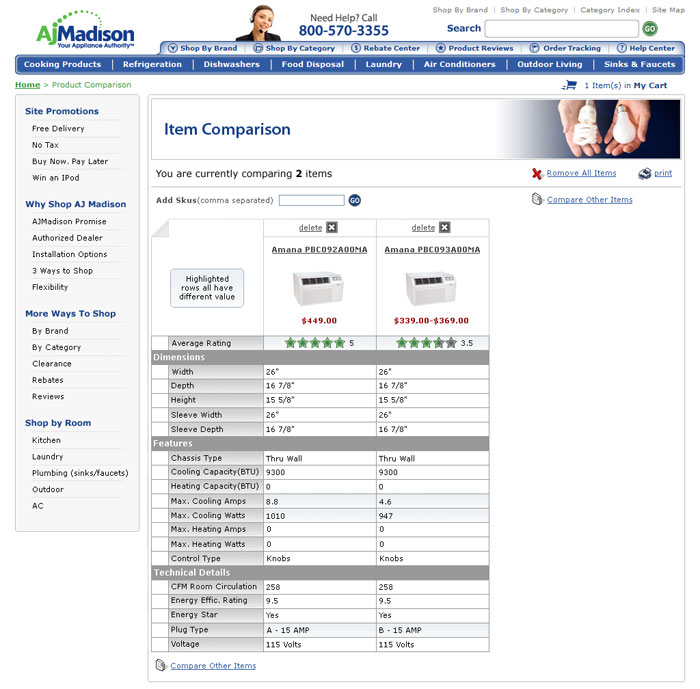 Shop By Brand | Shop By Category | Category Index | Site Map
AjMadison
Your Appliance Authority™
Need Help? Call
800-570-3355
Search GO
Shop By Brand Shop By Category Rebate Center Product Reviews Order Tracking Help Center
Cooking Products | Refrigeration | Dishwashers | Food Disposal | Laundry | Air Conditioners | Outdoor Living | Sinks & Faucets
Home > Product Comparison
1 Item(s) in My Cart
Site Promotions
Free Delivery
No Tax
Buy Now. Pay Later
Win an IPod
Why Shop AJ Madison
AJMadison Promise
Authorized Dealer
Installation Options
3 Ways to Shop
Flexibility
More Ways To Shop
By Brand
By Category
Clearance
Rebates
Reviews
Shop by Room
Kitchen
Laundry
Plumbing (sinks/faucets)
Outdoor
AC
Item Comparison
You are currently comparing 2 items
Remove All Items print
Add Skus(comma separated) GO
Compare Other Items
delete delete
Amana PBC092A00MA Amana PBC093A00MA
Highlighted
rows all have
different value
$449.00 $339.00-$369.00
Average Rating 5 3.5
Dimensions
Width 26" 26"
Depth 16 7/8" 16 7/8"
Height 15 5/8" 15 5/8"
Sleeve Width 26" 26"
Sleeve Depth 16 7/8" 16 7/8"
Features
Chassis Type Thru Wall Thru Wall
Cooling Capacity(BTU) 9300 9300
Heating Capacity(BTU) 0 0
Max. Cooling Amps 8.8 4.6
Max. Cooling Watts 1010 947
Max. Heating Amps 0 0
Max. Heating Watts 0 0
Control Type Knobs Knobs
Technical Details
CFM Room Circulation 258 258
Energy Effic. Rating 9.5 9.5
Energy Star Yes Yes
Plug Type A - 15 AMP B - 15 AMP
Voltage 115 Volts 115 Volts
Compare Other Items